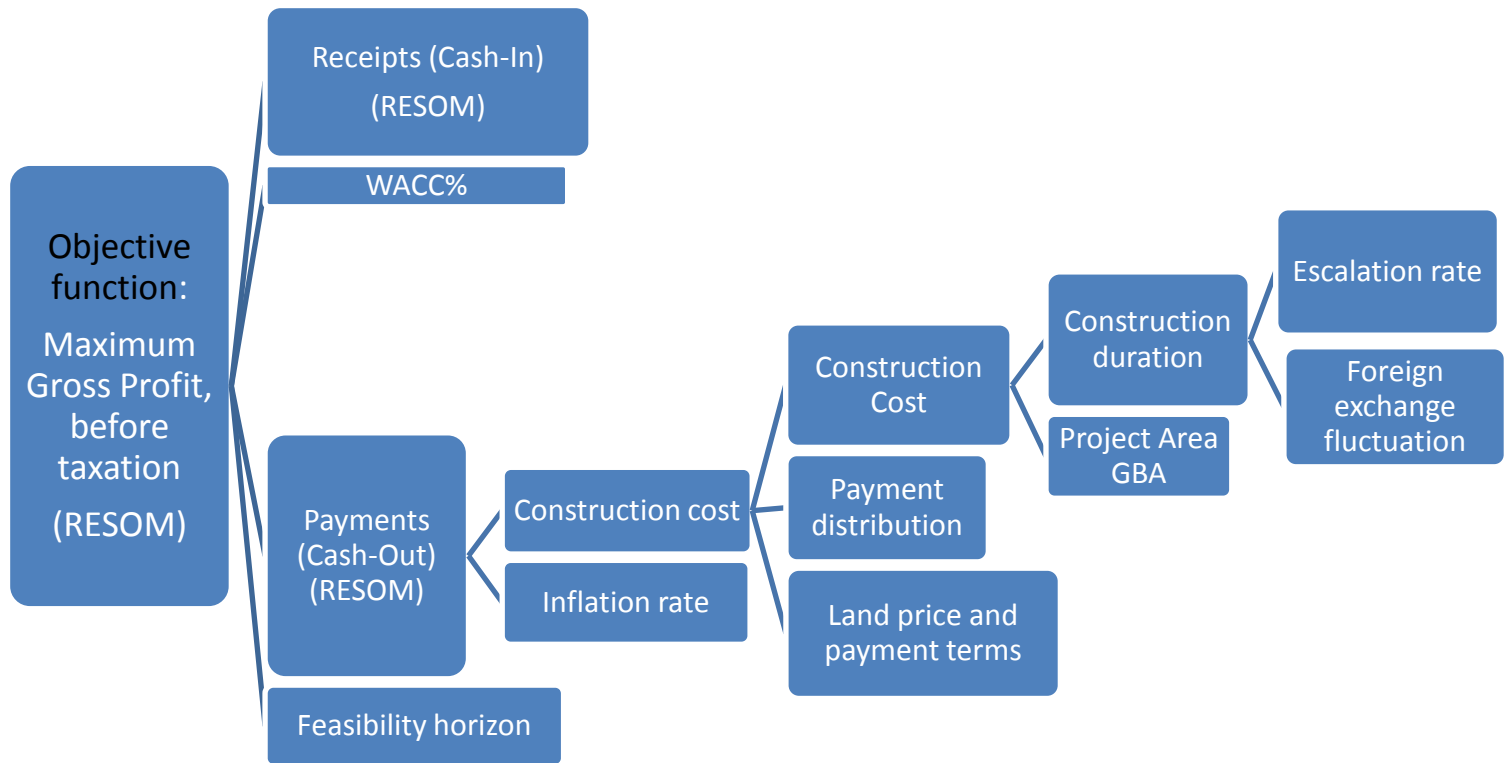 Objective
function:
Maximum
Gross Profit,
before
taxation
(RESOM)
Receipts (Cash-In)
(RESOM)
WACC%
Payments
(Cash-Out)
(RESOM)
Feasibility horizon
Construction cost
Inflation rate
Construction
Cost
Payment
distribution
Land price and
payment terms
Construction
duration
Project Area
GBA
Escalation rate
Foreign
exchange
fluctuation